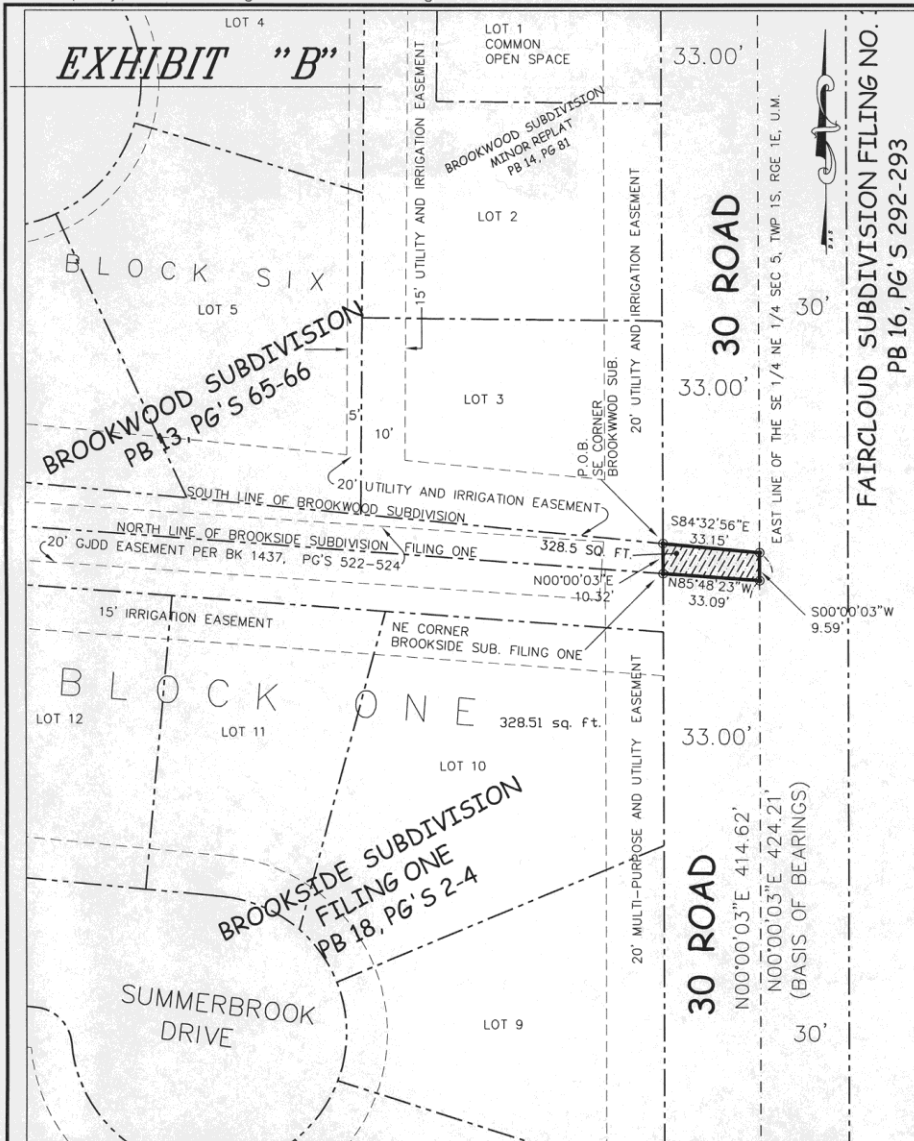 LOT 4
EXHIBIT "B"
LOT 1
COMMON
OPEN SPACE
33.00'
15' UTILITY AND IRRIGATION EASEMENT
BROOKWOOD SUBDIVISION
MINOR REPLAT
PB 14, PG 81
LOT 2
20' UTILITY AND IRRIGATION EASEMENT
30 ROAD
EAST LINE OF THE SE 1/4 NE 1/4 SEC 5, TWP 1S, RGE 1E, U.M.
30'
FAIRCLOUD SUBDIVISION FILING NO.
PB 16, PG'S 292-293
BLOCK SIX
LOT 5
BROOKWOOD SUBDIVISION
PB 13, PG'S 65-66
LOT 3
33.00'
5'
10'
P.O.B.
SE CORNER
BROOKWWOD SUB.
20' UTILITY AND IRRIGATION EASEMENT
SOUTH LINE OF BROOKWOOD SUBDIVISION
NORTH LINE OF BROOKSIDE SUBDIVISION FILING ONE
20' GJDD EASEMENT PER BK 1437, PG'S 522-524
328.5 SQ. FT.
S84°32'56"E
33.15'
N00°00'03"E
10.32'
N85°48'23"W
33.09'
S00°00'03"W
9.59'
15' IRRIGATION EASEMENT
NE CORNER
BROOKSIDE SUB. FILING ONE
BLOCK ONE
LOT 12
LOT 11
328.51 sq. ft.
LOT 10
20' MULTI-PURPOSE AND UTILITY EASEMENT
33.00'
BROOKSIDE SUBDIVISION
FILING ONE
PB 18, PG'S 2-4
30 ROAD
N00°00'03"E 414.62'
N00°00'03"E 424.21'
(BASIS OF BEARINGS)
SUMMERBROOK
DRIVE
LOT 9
30'